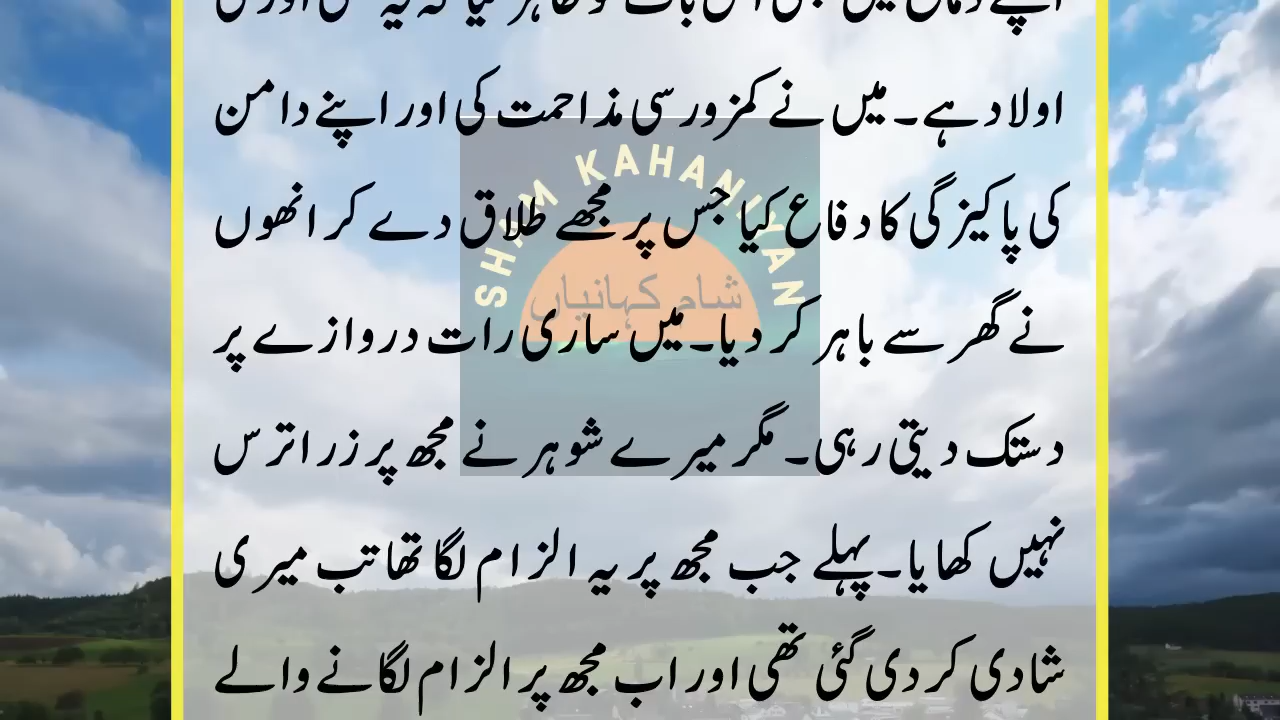 اولاد ہے۔ میں نے کمزور سی مذاحمت کی اور اپنے دامن
کی پاکیزگی کا دفاع کیا جس پر مجھے طلاق دے کر انھوں
نے گھر سے باہر کر دیا۔ میں ساری رات دروازے پر
دستک دیتی رہی۔ مگر میرے شوہر نے مجھ پر زرا ترس
نہیں کھایا۔ پہلے جب مجھ پر یہ الزام لگا تھا تب میری
شادی کر دی گئی تھی اور اب مجھ پر الزام لگانے والے
SHAM KAHANIYAN
شام کہانیاں